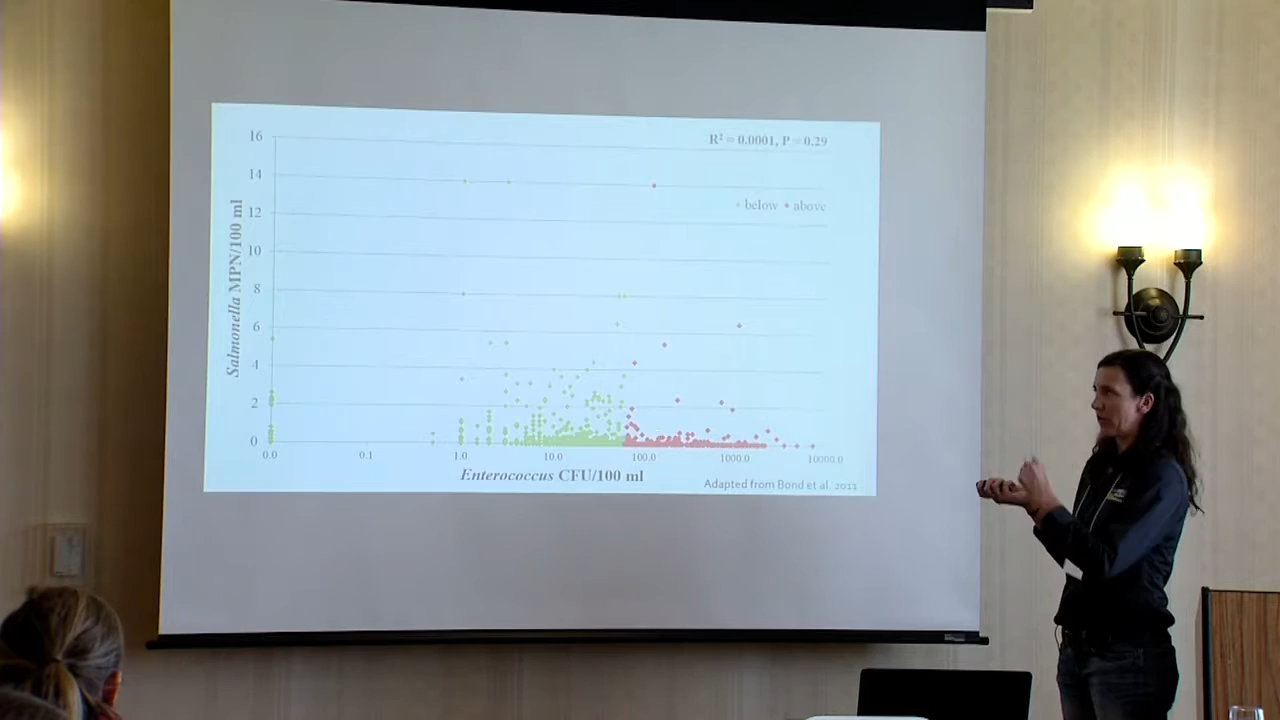 R² = 0.0001, P = 0.29
below above
Salmonella MPN/100 ml
16
14
12
10
8
6
4
2
0
0.0 0.1 1.0 10.0 100.0 1000.0 10000.0
Enterococcus CFU/100 ml
Adapted from Bond et al. 2011